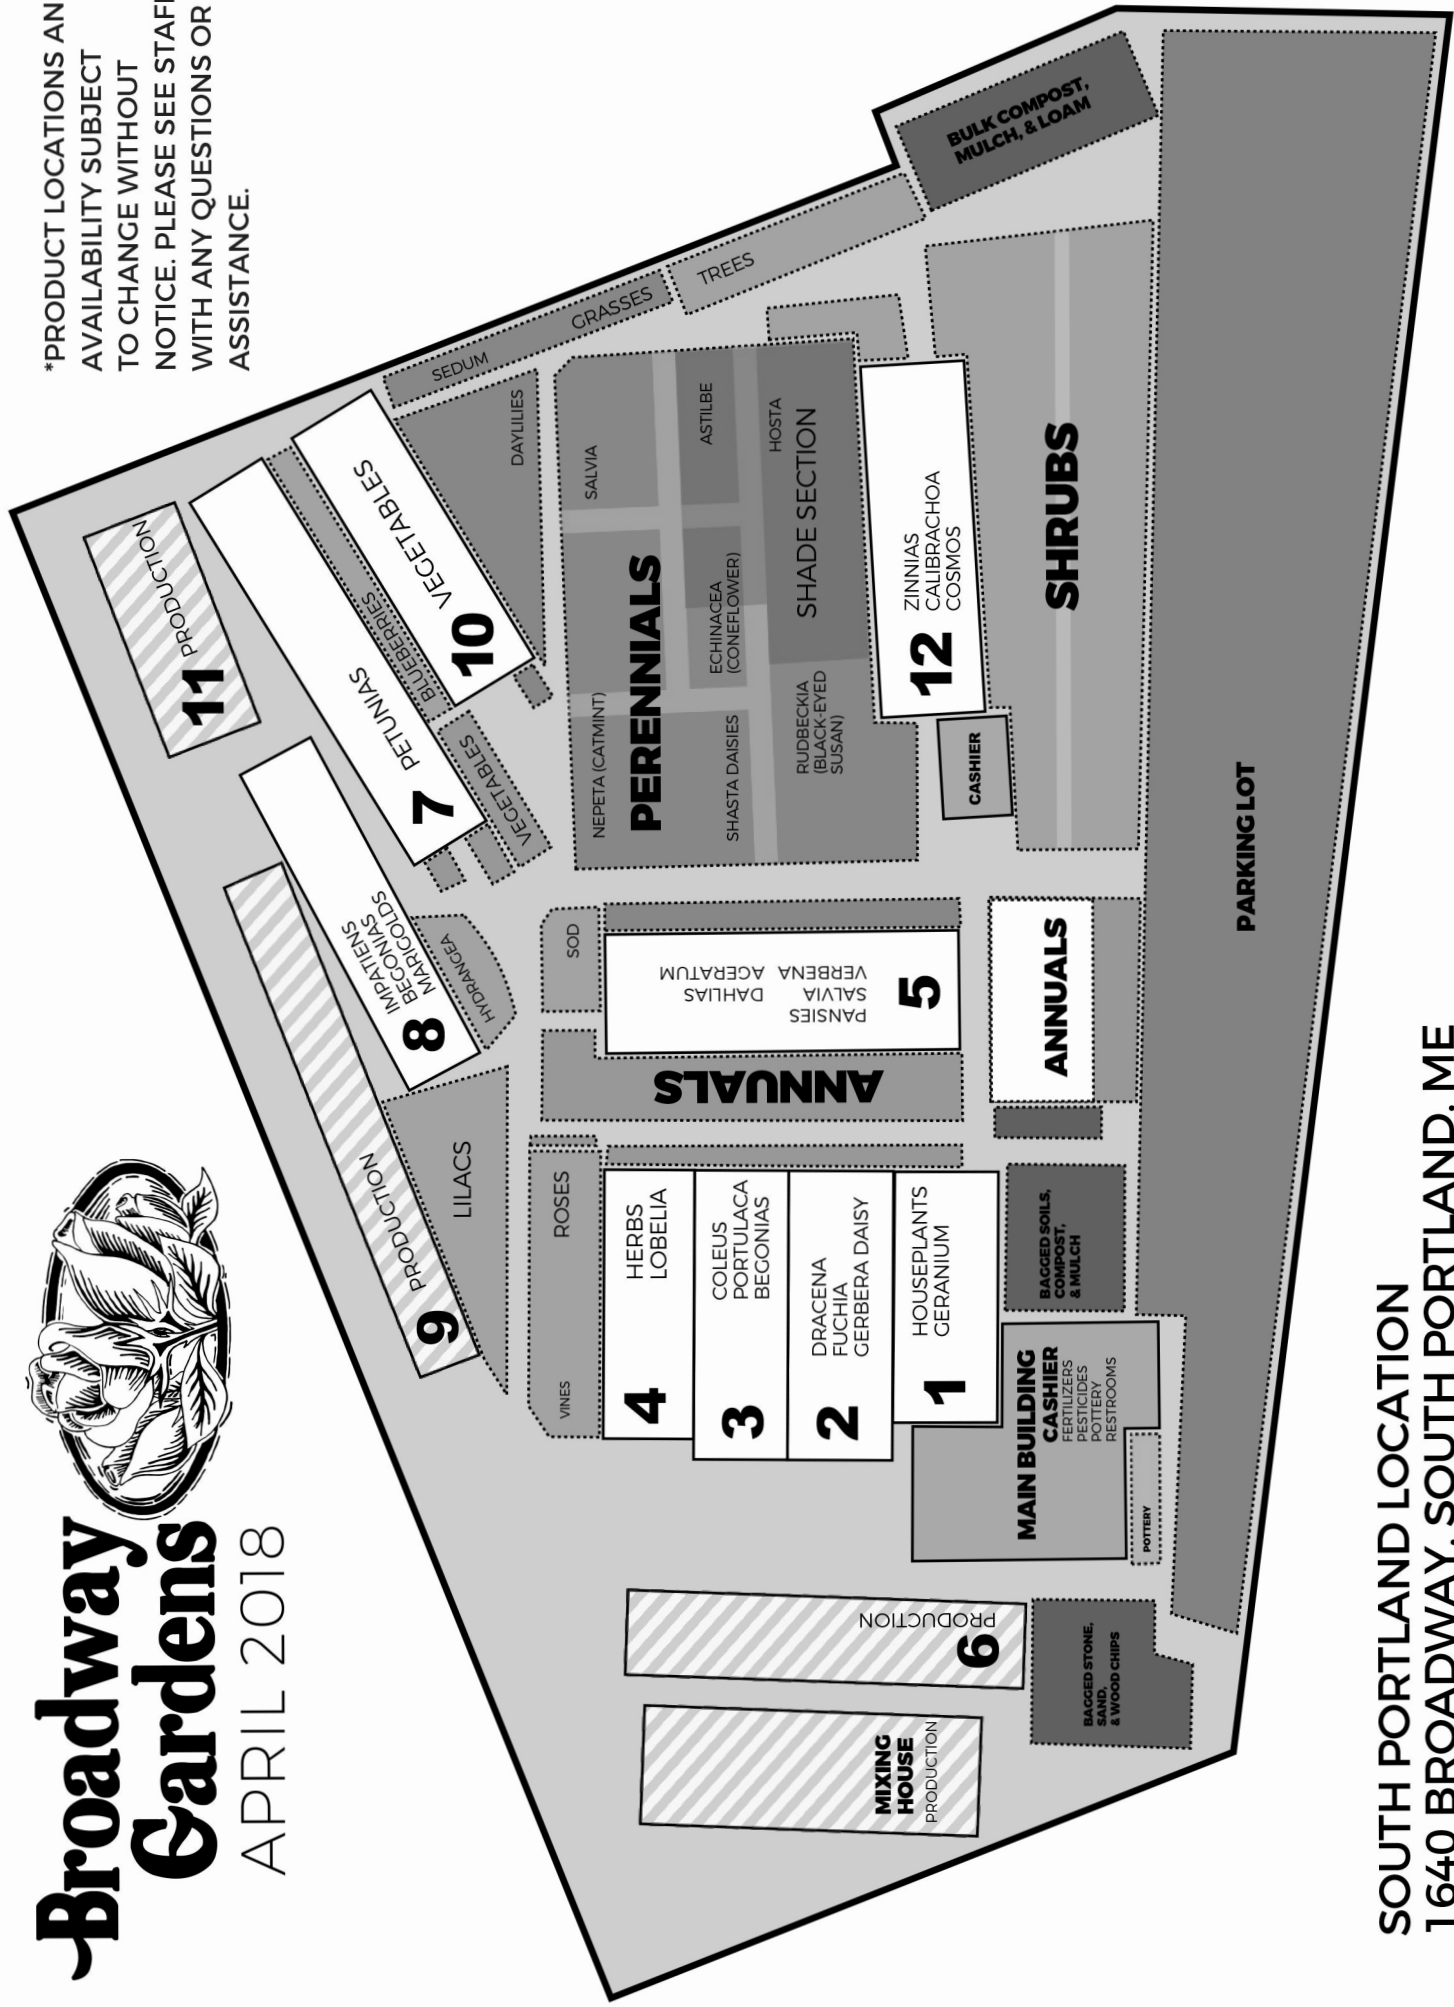 Broadway
Gardens
APRIL 2018
*PRODUCT LOCATIONS AN
AVAILABILITY SUBJECT
TO CHANGE WITHOUT
NOTICE. PLEASE SEE STAF
WITH ANY QUESTIONS OR
ASSISTANCE.
11 PRODUCTION
9 PRODUCTION
8
IMPATIENS
BEGONIAS
MARIGOLDS
HYDRANGEA
7 PETUNIAS
BLUEBERRIES
VEGETABLES
10 VEGETABLES
SEDUM
GRASSES
TREES
DAYLILIES
LILACS
VINES
ROSES
SOD
4
HERBS
LOBELIA
3
COLEUS
PORTULACA
BEGONIAS
2
DRACENA
FUCHIA
GERBERA DAISY
1
HOUSEPLANTS
GERANIUM
ANNUALS
5
PANSIES
SALVIA
VERBENA
DAHLIAS
AGERATUM
PERENNIALS
NEPETA (CATMINT)
SALVIA
SHASTA DAISIES
ECHINACEA
(CONEFLOWER)
ASTILBE
HOSTA
SHADE SECTION
RUDBECKIA
(BLACK-EYED
SUSAN)
12
ZINNIAS
CALIBRACHOA
COSMOS
CASHIER
SHRUBS
BULK COMPOST,
MULCH, & LOAM
ANNUALS
BAGGED SOILS,
COMPOST,
& MULCH
MAIN BUILDING
CASHIER
FERTILIZERS
PESTICIDES
POTTERY
RESTROOMS
POTTERY
6 PRODUCTION
MIXING
HOUSE
PRODUCTION
BAGGED STONE,
SAND,
& WOOD CHIPS
PARKING LOT
SOUTH PORTLAND LOCATION
1640 BROADWAY, SOUTH PORTLAND, ME